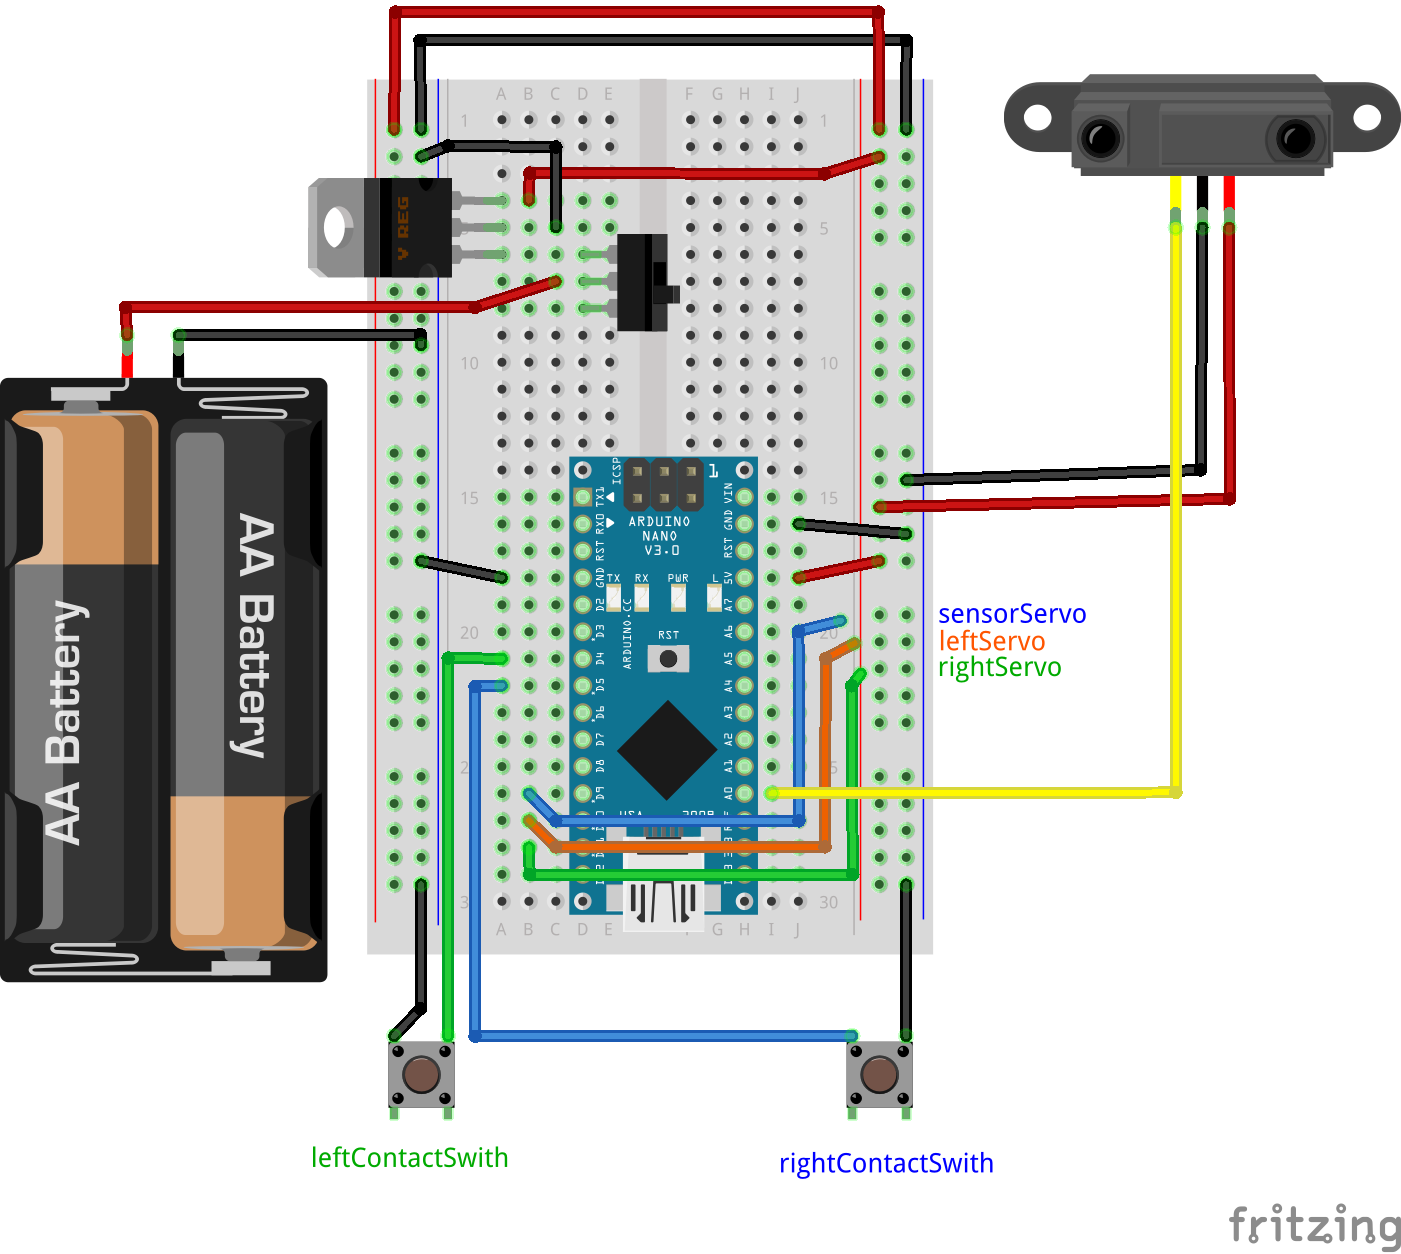 A B C D E F G H I J
1 1
V REG
5 5
10 10
ICSP
1
15 15
TX1 VIN
RX0 GND
ARDUINO
NANO
V3.0
RST RST
GND 5V
TX RX PWR L
D2 A7
ARDUINO.CC
20 20
D3 A6
RST
D4 A5
D5 A4
D6 A3
D7 A2
D8 A1
D9 A0
USA 2009
30
A B C D E G H I J
AA Battery
AA Battery
sensorServo
leftServo
rightServo
leftContactSwith
rightContactSwith
fritzing